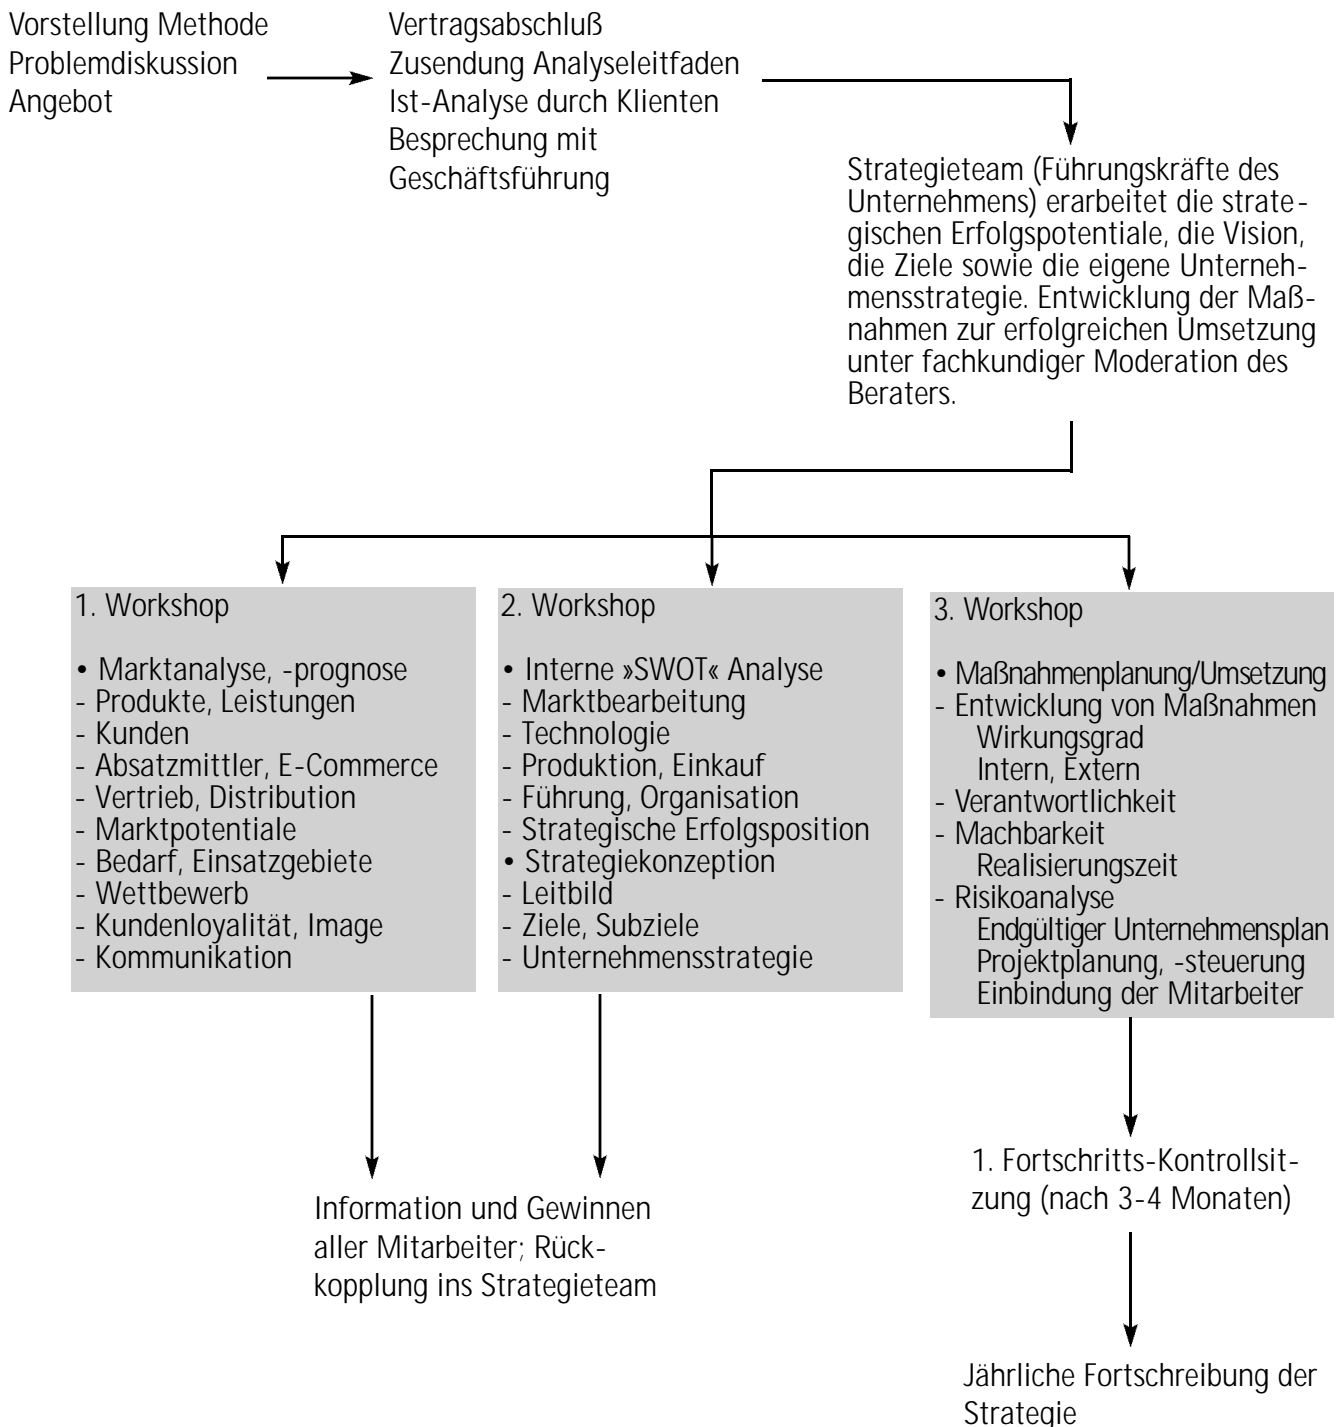 Vorstellung Methode
Problemdiskussion
Angebot
Vertragsabschluß
Zusendung Analyseleitfaden
Ist-Analyse durch Klienten
Besprechung mit
Geschäftsführung
Strategieteam (Führungskräfte des
Unternehmens) erarbeitet die strate-
gischen Erfolgspotentiale, die Vision,
die Ziele sowie die eigene Unterneh-
mensstrategie. Entwicklung der Maß-
nahmen zur erfolgreichen Umsetzung
unter fachkundiger Moderation des
Beraters.
1. Workshop
• Marktanalyse, -prognose
- Produkte, Leistungen
- Kunden
- Absatzmittler, E-Commerce
- Vertrieb, Distribution
- Marktpotentiale
- Bedarf, Einsatzgebiete
- Wettbewerb
- Kundenloyalität, Image
- Kommunikation
2. Workshop
• Interne »SWOT« Analyse
- Marktbearbeitung
- Technologie
- Produktion, Einkauf
- Führung, Organisation
- Strategische Erfolgsposition
• Strategiekonzeption
- Leitbild
- Ziele, Subziele
- Unternehmensstrategie
3. Workshop
• Maßnahmenplanung/Umsetzung
- Entwicklung von Maßnahmen
Wirkungsgrad
Intern, Extern
- Verantwortlichkeit
- Machbarkeit
Realisierungszeit
- Risikoanalyse
Endgültiger Unternehmensplan
Projektplanung, -steuerung
Einbindung der Mitarbeiter
Information und Gewinnen
aller Mitarbeiter; Rück-
kopplung ins Strategieteam
1. Fortschritts-Kontrollsit-
zung (nach 3-4 Monaten)
Jährliche Fortschreibung der
Strategie